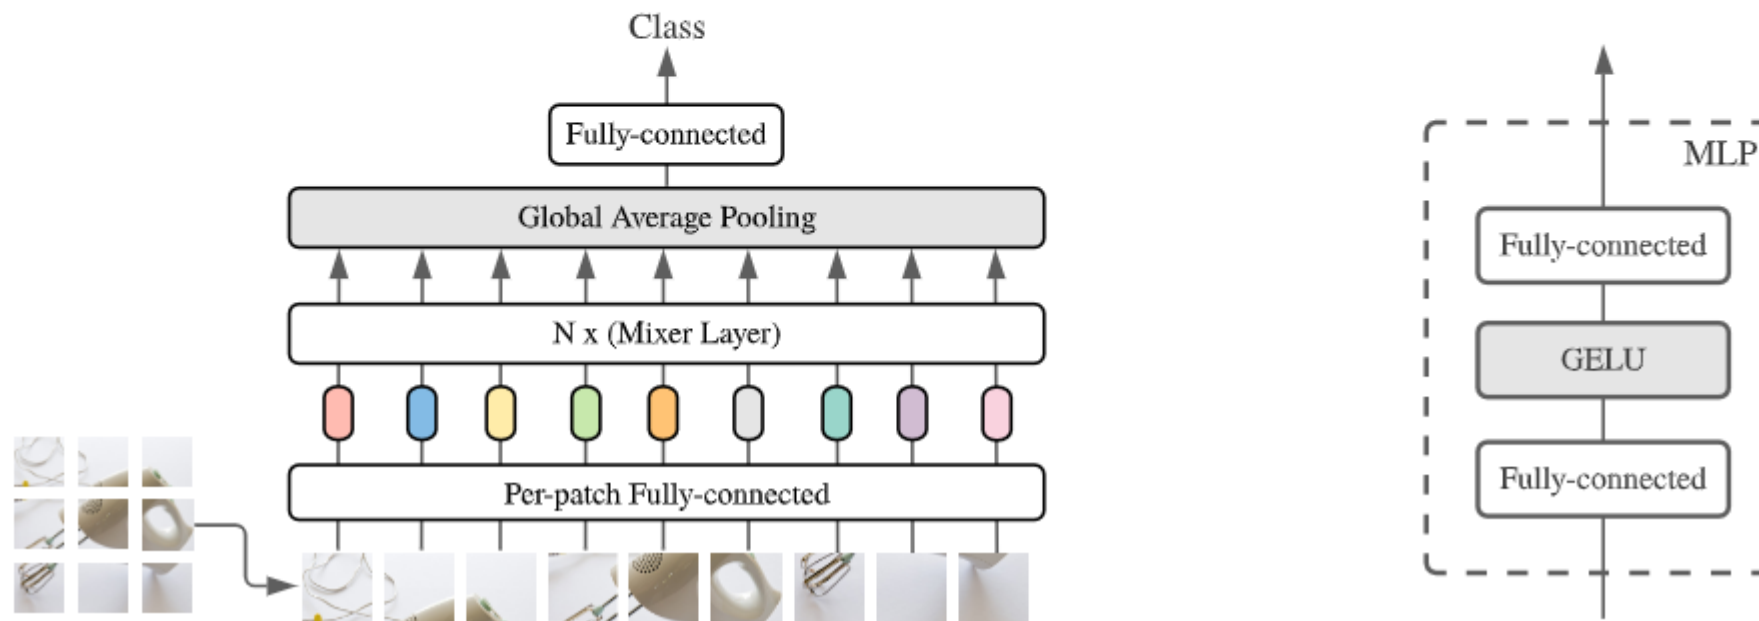 Class
Fully-connected
Global Average Pooling
N x (Mixer Layer)
Per-patch Fully-connected
MLP
Fully-connected
GELU
Fully-connected